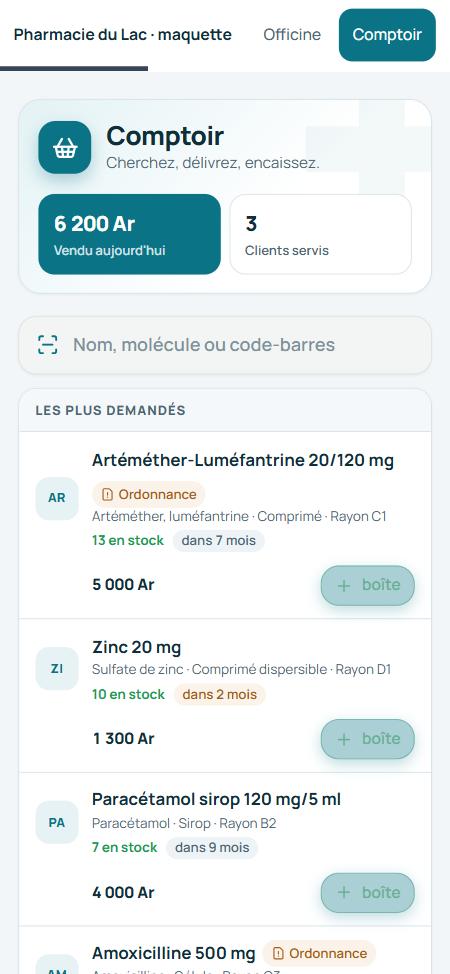 Pharmacie du Lac · maquette
Officine
Comptoir
Comptoir
Cherchez, délivrez, encaissez.
6 200 Ar
Vendu aujourd'hui
3
Clients servis
Nom, molécule ou code-barres
LES PLUS DEMANDÉS
Artéméther-Luméfantrine 20/120 mg
AR
Ordonnance
Artéméther, luméfantrine · Comprimé · Rayon C1
13 en stock
dans 7 mois
5 000 Ar
+ boîte
Zinc 20 mg
ZI
Sulfate de zinc · Comprimé dispersible · Rayon D1
10 en stock
dans 2 mois
1 300 Ar
+ boîte
Paracétamol sirop 120 mg/5 ml
PA
Paracétamol · Sirop · Rayon B2
7 en stock
dans 9 mois
4 000 Ar
+ boîte
Amoxicilline 500 mg
Ordonnance
AM